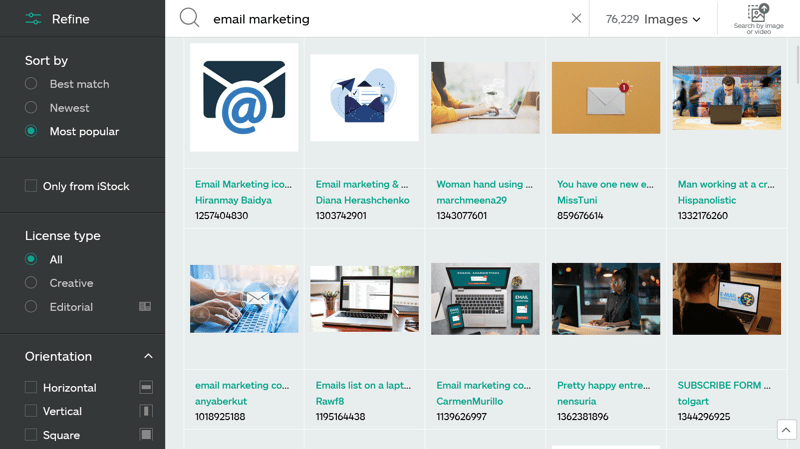 Refine
email marketing
76,229 Images
Search by image
or video
Sort by
Best match
Newest
Most popular
Only from iStock
License type
All
Creative
Editorial
Orientation
Horizontal
Vertical
Square
@
1
Email Marketing ico...
Hiranmay Baidya
1257404830
Email marketing & ...
Diana Herashchenko
1303742901
Woman hand using ...
marchmeena29
1343077601
You have one new e...
MissTuni
859676614
Man working at a cr...
Hispanolistic
1332176260
EMAIL MARKETING
EMAIL
email marketing co...
anyaberkut
1018925188
Emails list on a lapt...
Rawf8
1195164438
Email marketing co...
CarmenMurillo
1139626997
Pretty happy entre...
nensuria
1362381896
SUBSCRIBE FORM ...
tolgart
1344296925